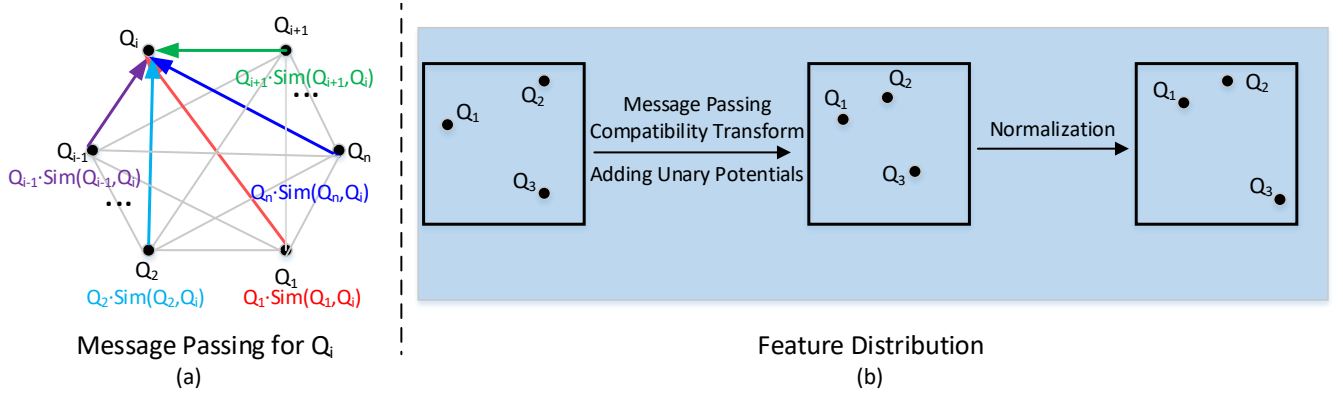 Qᵢ
Qᵢ₊₁
Qᵢ₊₁·Sim(Qᵢ₊₁,Qᵢ)
...
Qᵢ₋₁
Qₙ
Qᵢ₋₁·Sim(Qᵢ₋₁,Qᵢ)
Qₙ·Sim(Qₙ,Qᵢ)
...
Q₂
Q₁
Q₂·Sim(Q₂,Qᵢ)
Q₁·Sim(Q₁,Qᵢ)
Message Passing for Qᵢ
(a)
Q₁
Q₂
Q₃
Message Passing
Compatibility Transform
Adding Unary Potentials
Q₁
Q₂
Q₃
Normalization
Q₁
Q₂
Q₃
Feature Distribution
(b)